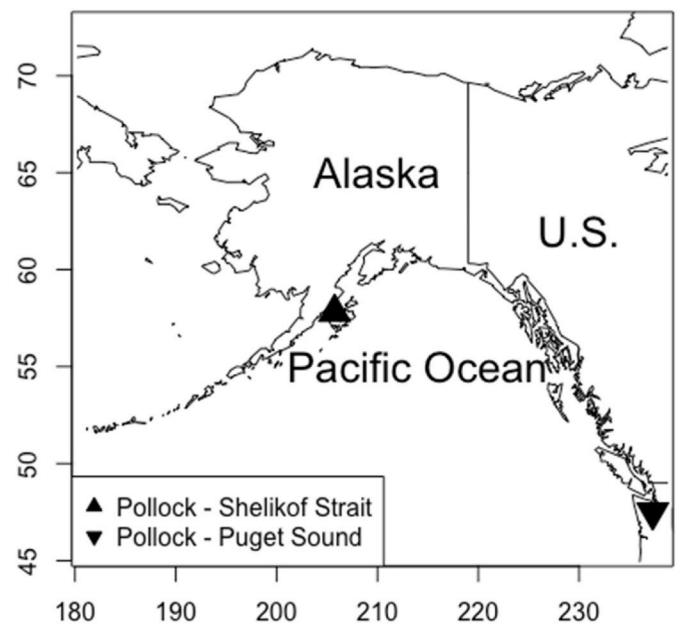 70
65
60
55
50
45
Alaska
U.S.
Pacific Ocean
Pollock - Shelikof Strait
Pollock - Puget Sound
180 190 200 210 220 230